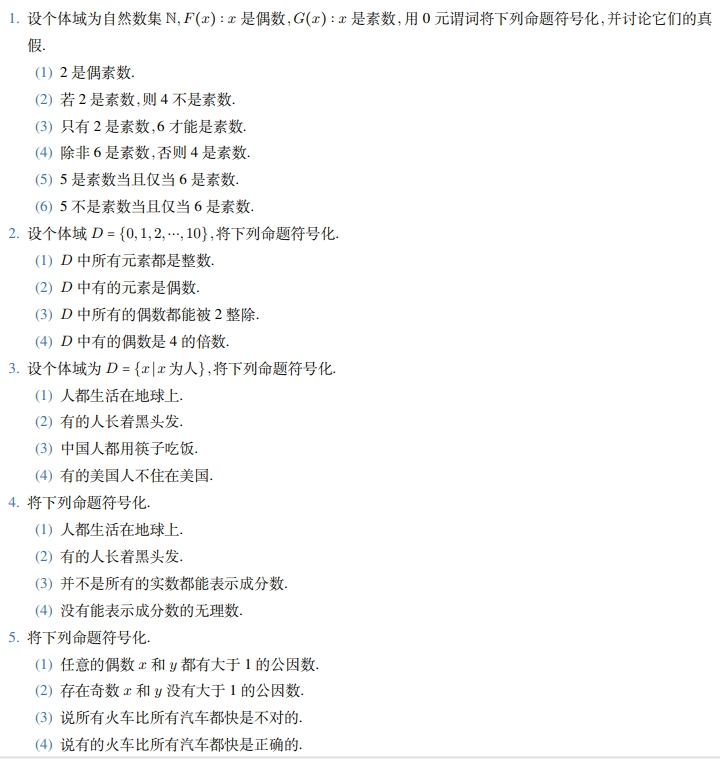 1. 设个体域为自然数集 ℕ, F(x) : x 是偶数, G(x) : x 是素数, 用 0 元谓词将下列命题符号化, 并讨论它们的真
假.
(1) 2 是偶素数.
(2) 若 2 是素数, 则 4 不是素数.
(3) 只有 2 是素数, 6 才能是素数.
(4) 除非 6 是素数, 否则 4 是素数.
(5) 5 是素数当且仅当 6 是素数.
(6) 5 不是素数当且仅当 6 是素数.
2. 设个体域 D = {0, 1, 2, ⋯, 10}, 将下列命题符号化.
(1) D 中所有元素都是整数.
(2) D 中有的元素是偶数.
(3) D 中所有的偶数都能被 2 整除.
(4) D 中有的偶数是 4 的倍数.
3. 设个体域为 D = {x|x 为人}, 将下列命题符号化.
(1) 人都生活在地球上.
(2) 有的人长着黑头发.
(3) 中国人都用筷子吃饭.
(4) 有的美国人不住在美国.
4. 将下列命题符号化.
(1) 人都生活在地球上.
(2) 有的人长着黑头发.
(3) 并不是所有的实数都能表示成分数.
(4) 没有能表示成分数的无理数.
5. 将下列命题符号化.
(1) 任意的偶数 x 和 y 都有大于 1 的公因数.
(2) 存在奇数 x 和 y 没有大于 1 的公因数.
(3) 说所有火车比所有汽车都快是不对的.
(4) 说有的火车比所有汽车都快是正确的.